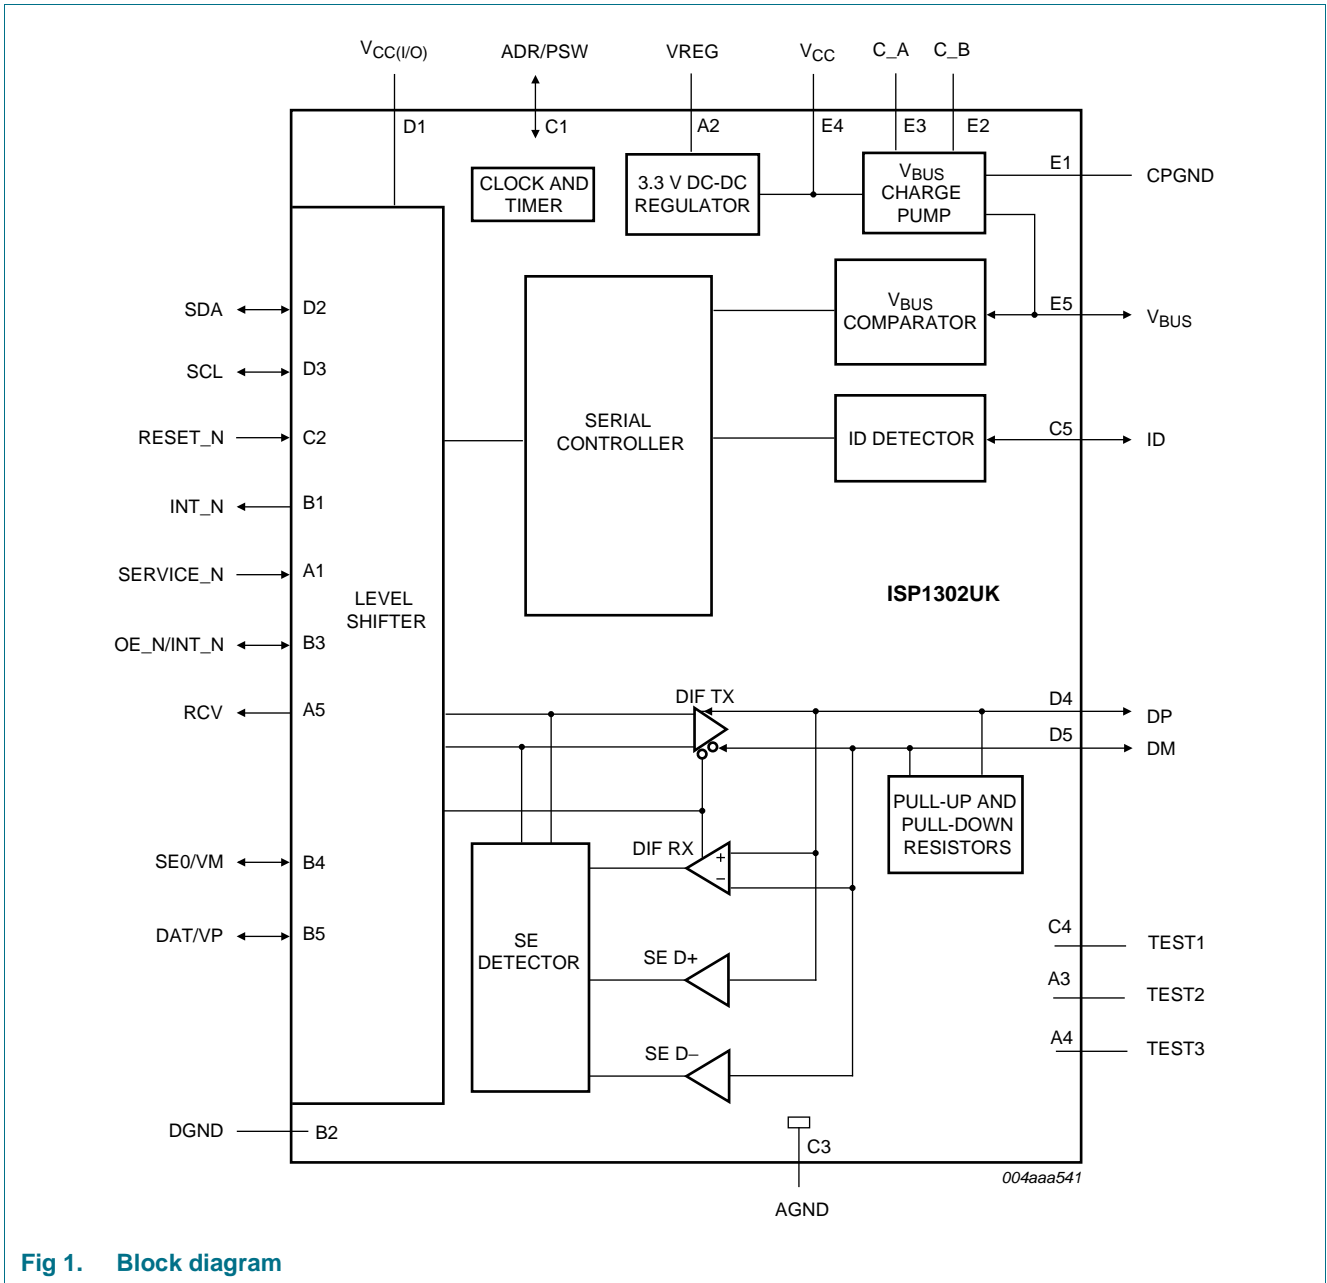 VCC(I/O) ADR/PSW VREG VCC C_A C_B
D1 C1 A2 E4 E3 E2
CLOCK AND
TIMER
3.3 V DC-DC
REGULATOR
VBUS
CHARGE
PUMP
E1 CPGND
SDA D2
SCL D3
RESET_N C2
INT_N B1
SERVICE_N A1
OE_N/INT_N B3
RCV A5
SE0/VM B4
DAT/VP B5
LEVEL
SHIFTER
SERIAL
CONTROLLER
VBUS
COMPARATOR
E5 VBUS
ID DETECTOR
C5 ID
ISP1302UK
DIF TX
D4 DP
D5 DM
PULL-UP AND
PULL-DOWN
RESISTORS
DIF RX
+
−
SE
DETECTOR
SE D+
SE D−
C4 TEST1
A3 TEST2
A4 TEST3
DGND B2
C3
AGND
004aaa541
Fig 1. Block diagram